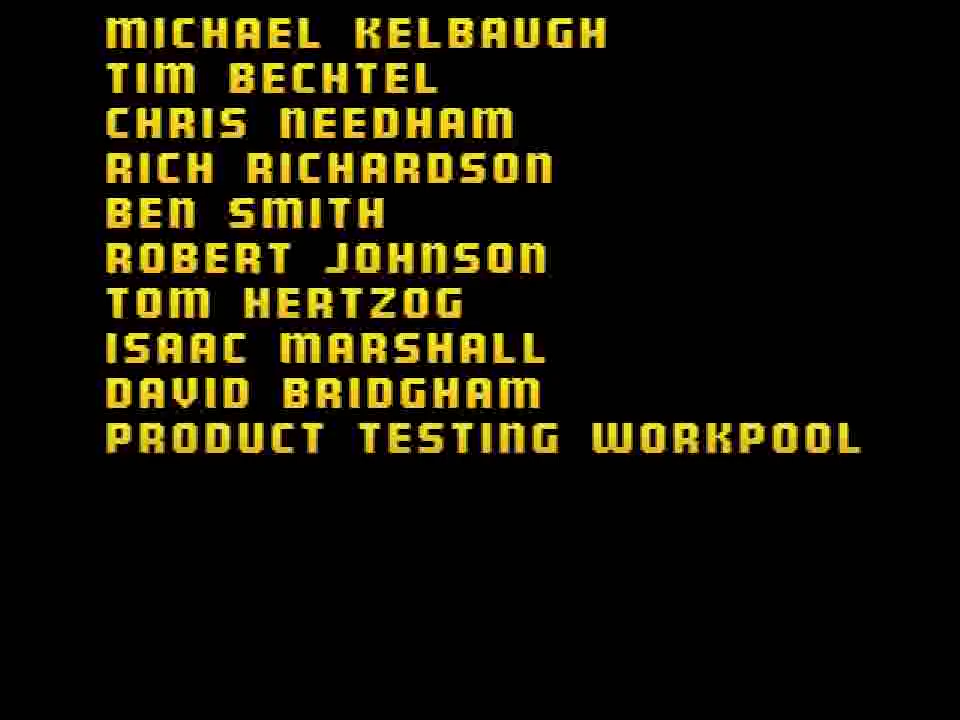 MICHAEL KELBAUGH
TIM BECHTEL
CHRIS NEEDHAM
RICH RICHARDSON
BEN SMITH
ROBERT JOHNSON
TOM HERTZOG
ISAAC MARSHALL
DAVID BRIDGHAM
PRODUCT TESTING WORKPOOL